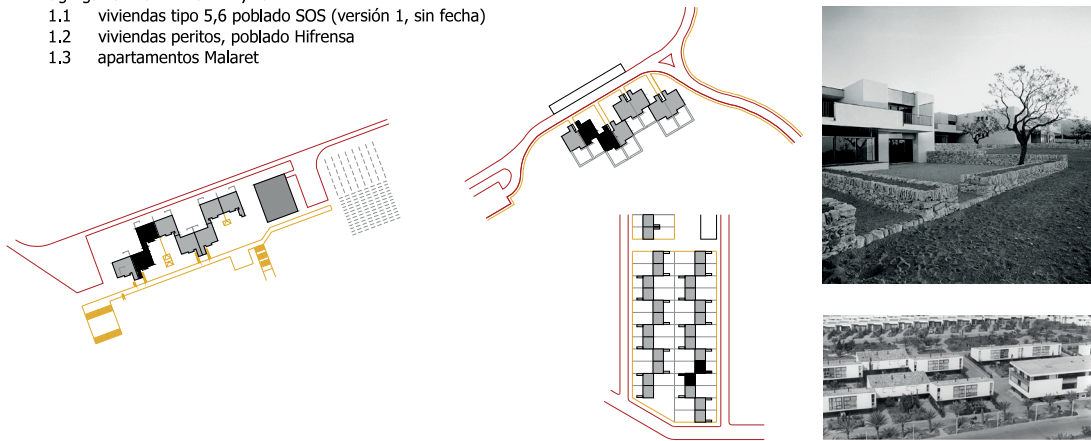 1.1 viviendas tipo 5,6 poblado SOS (versión 1, sin fecha)
1.2 viviendas peritos, poblado Hifrensa
1.3 apartamentos Malaret